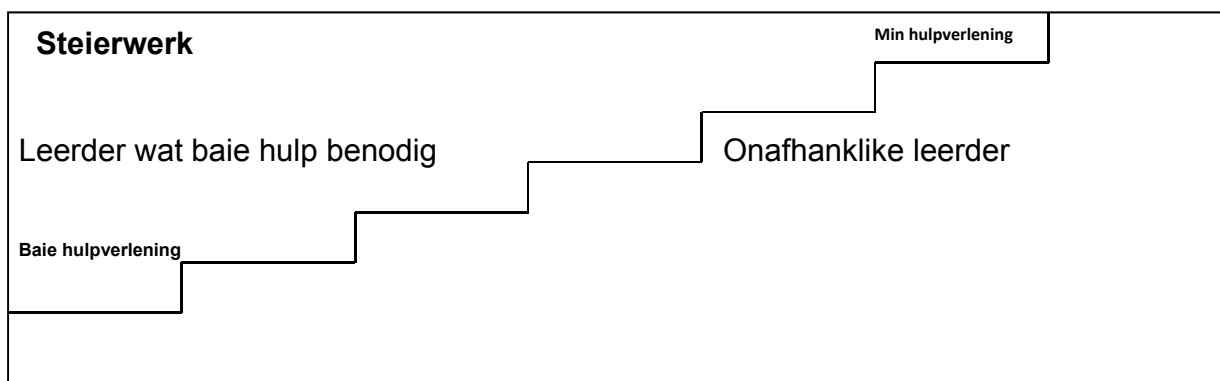 Steierwerk
Min hulpverlening
Leerder wat baie hulp benodig
Onafhanklike leerder
Baie hulpverlening